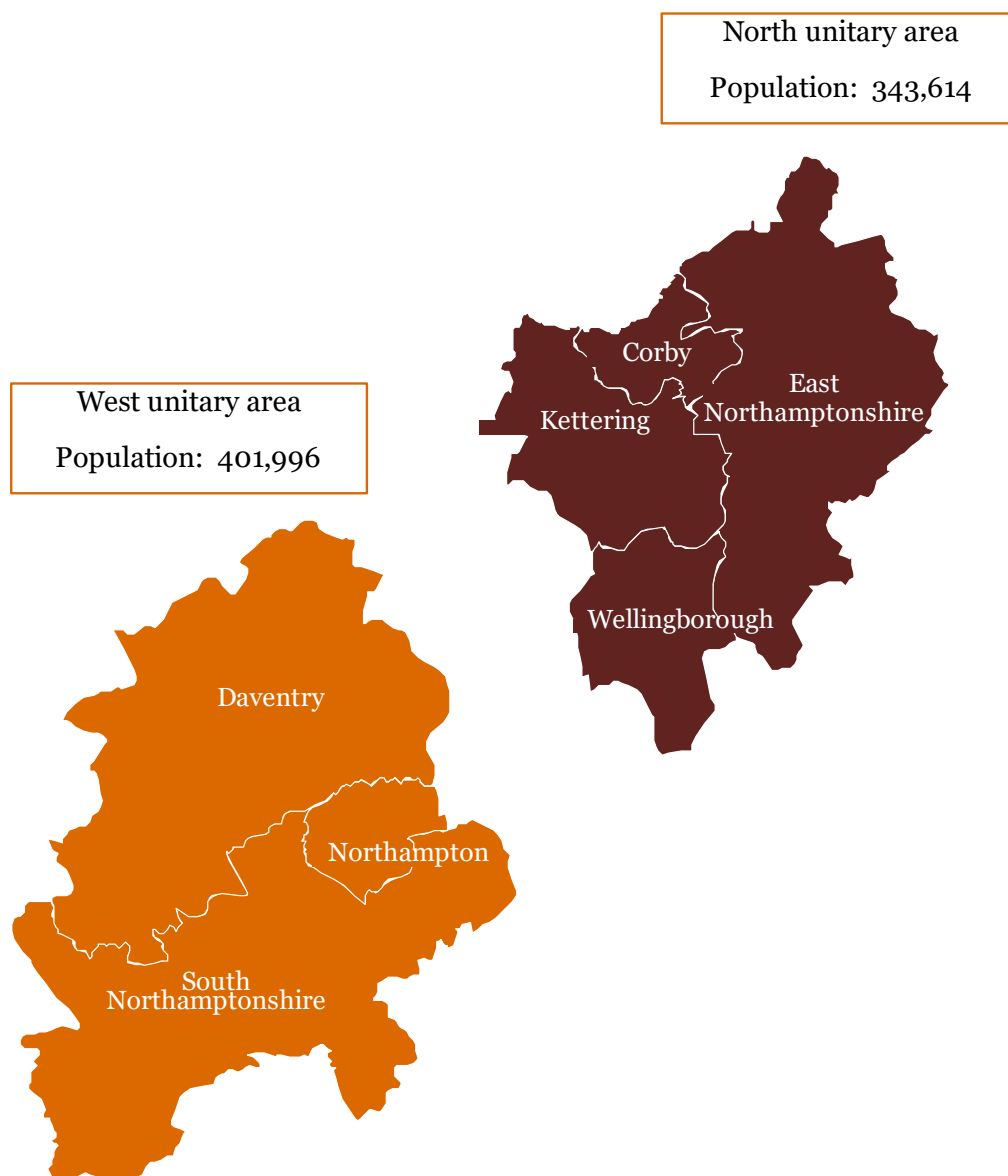 North unitary area
Population: 343,614
Corby
East
Northamptonshire
Kettering
West unitary area
Population: 401,996
Wellingborough
Daventry
Northampton
South
Northamptonshire